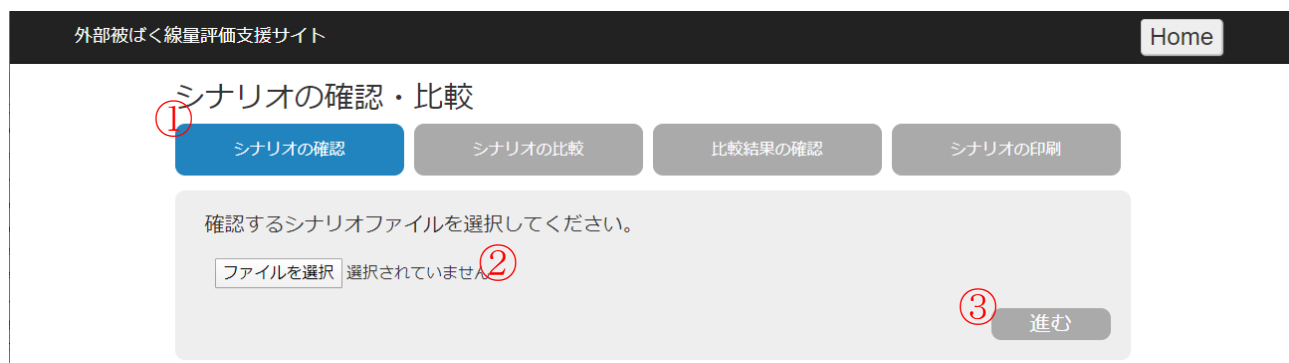 外部被ばく線量評価支援サイト Home
シナリオの確認・比較
①
シナリオの確認 シナリオの比較 比較結果の確認 シナリオの印刷
確認するシナリオファイルを選択してください。
ファイルを選択 選択されていません ②
③ 進む